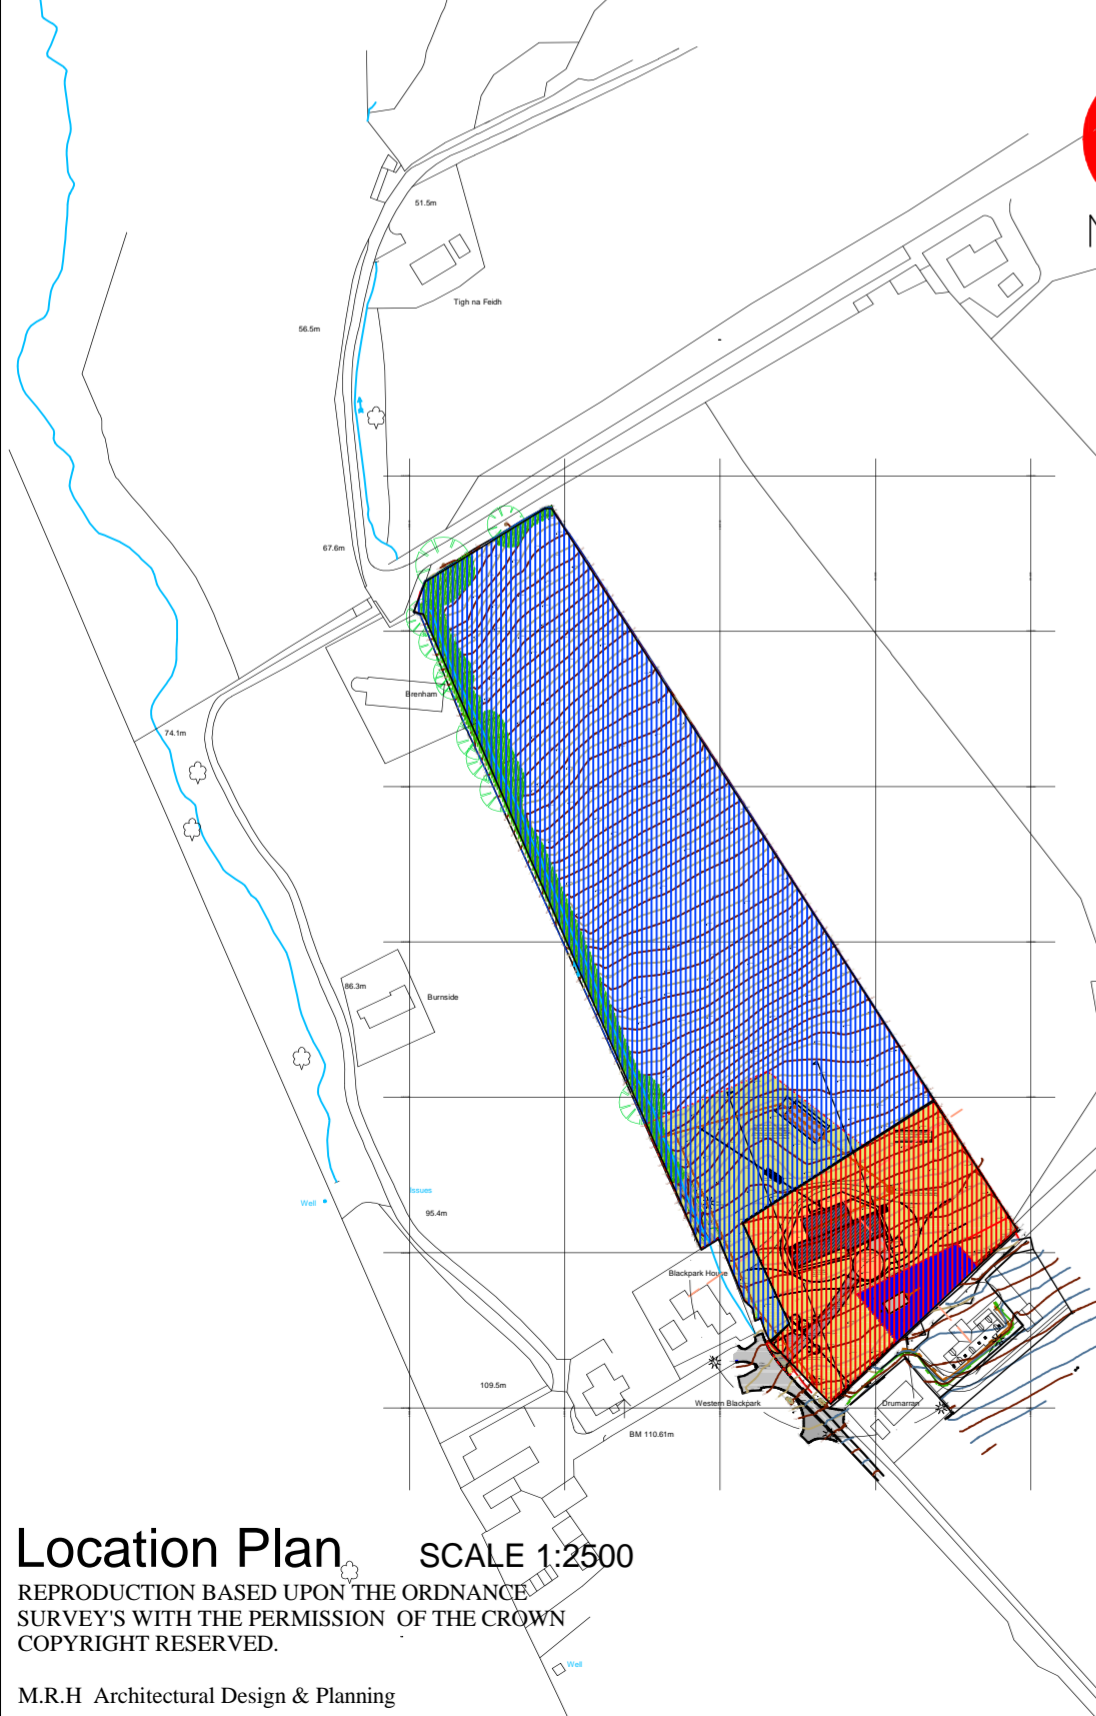 51.5m
Tigh na Feidh
56.5m
67.6m
Brenham
74.1m
86.3m
Burnside
Issues
Well
95.4m
Blackpark House
109.5m
Western Blackpark
Drumarran
BM 110.61m
Location Plan
SCALE 1:2500
REPRODUCTION BASED UPON THE ORDNANCE
SURVEY'S WITH THE PERMISSION OF THE CROWN
COPYRIGHT RESERVED.
Well
M.R.H Architectural Design & Planning